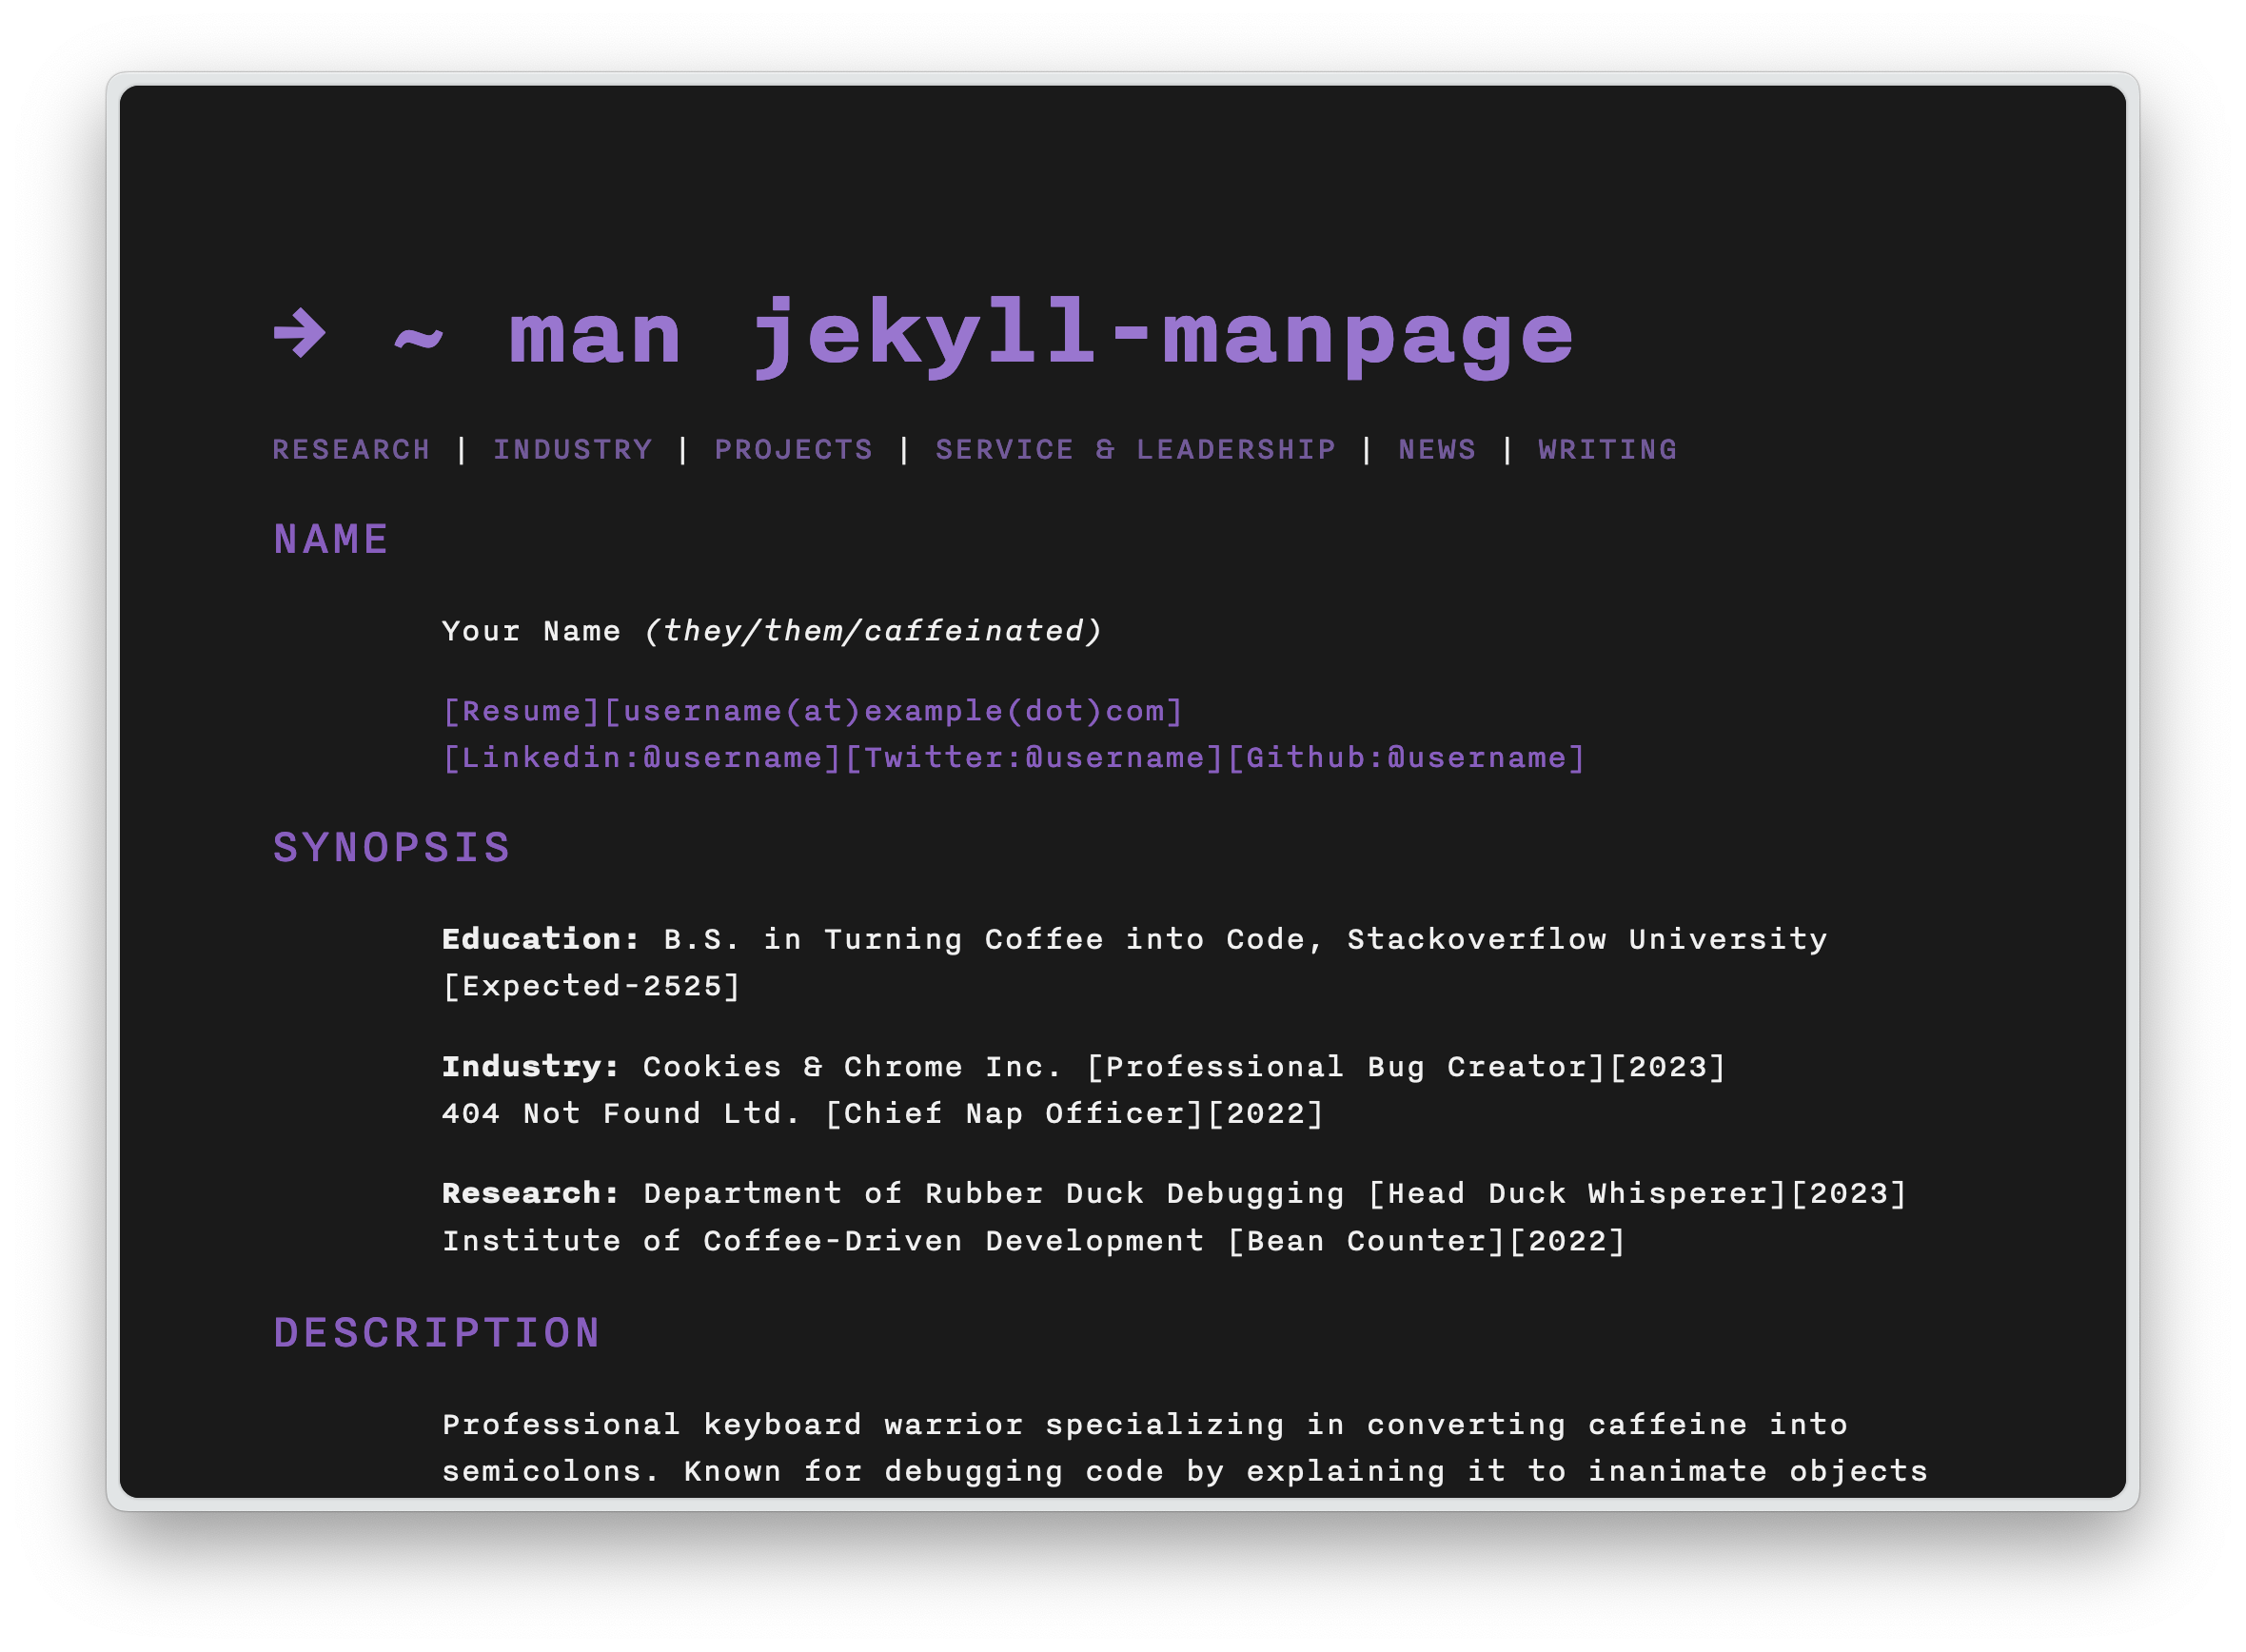 → ~ man jekyll-manpage
RESEARCH | INDUSTRY | PROJECTS | SERVICE & LEADERSHIP | NEWS | WRITING
NAME
Your Name (they/them/caffeinated)
[Resume][username(at)example(dot)com]
[Linkedin:@username][Twitter:@username][Github:@username]
SYNOPSIS
Education: B.S. in Turning Coffee into Code, Stackoverflow University
[Expected-2525]
Industry: Cookies & Chrome Inc. [Professional Bug Creator][2023]
404 Not Found Ltd. [Chief Nap Officer][2022]
Research: Department of Rubber Duck Debugging [Head Duck Whisperer][2023]
Institute of Coffee-Driven Development [Bean Counter][2022]
DESCRIPTION
Professional keyboard warrior specializing in converting caffeine into
semicolons. Known for debugging code by explaining it to inanimate objects